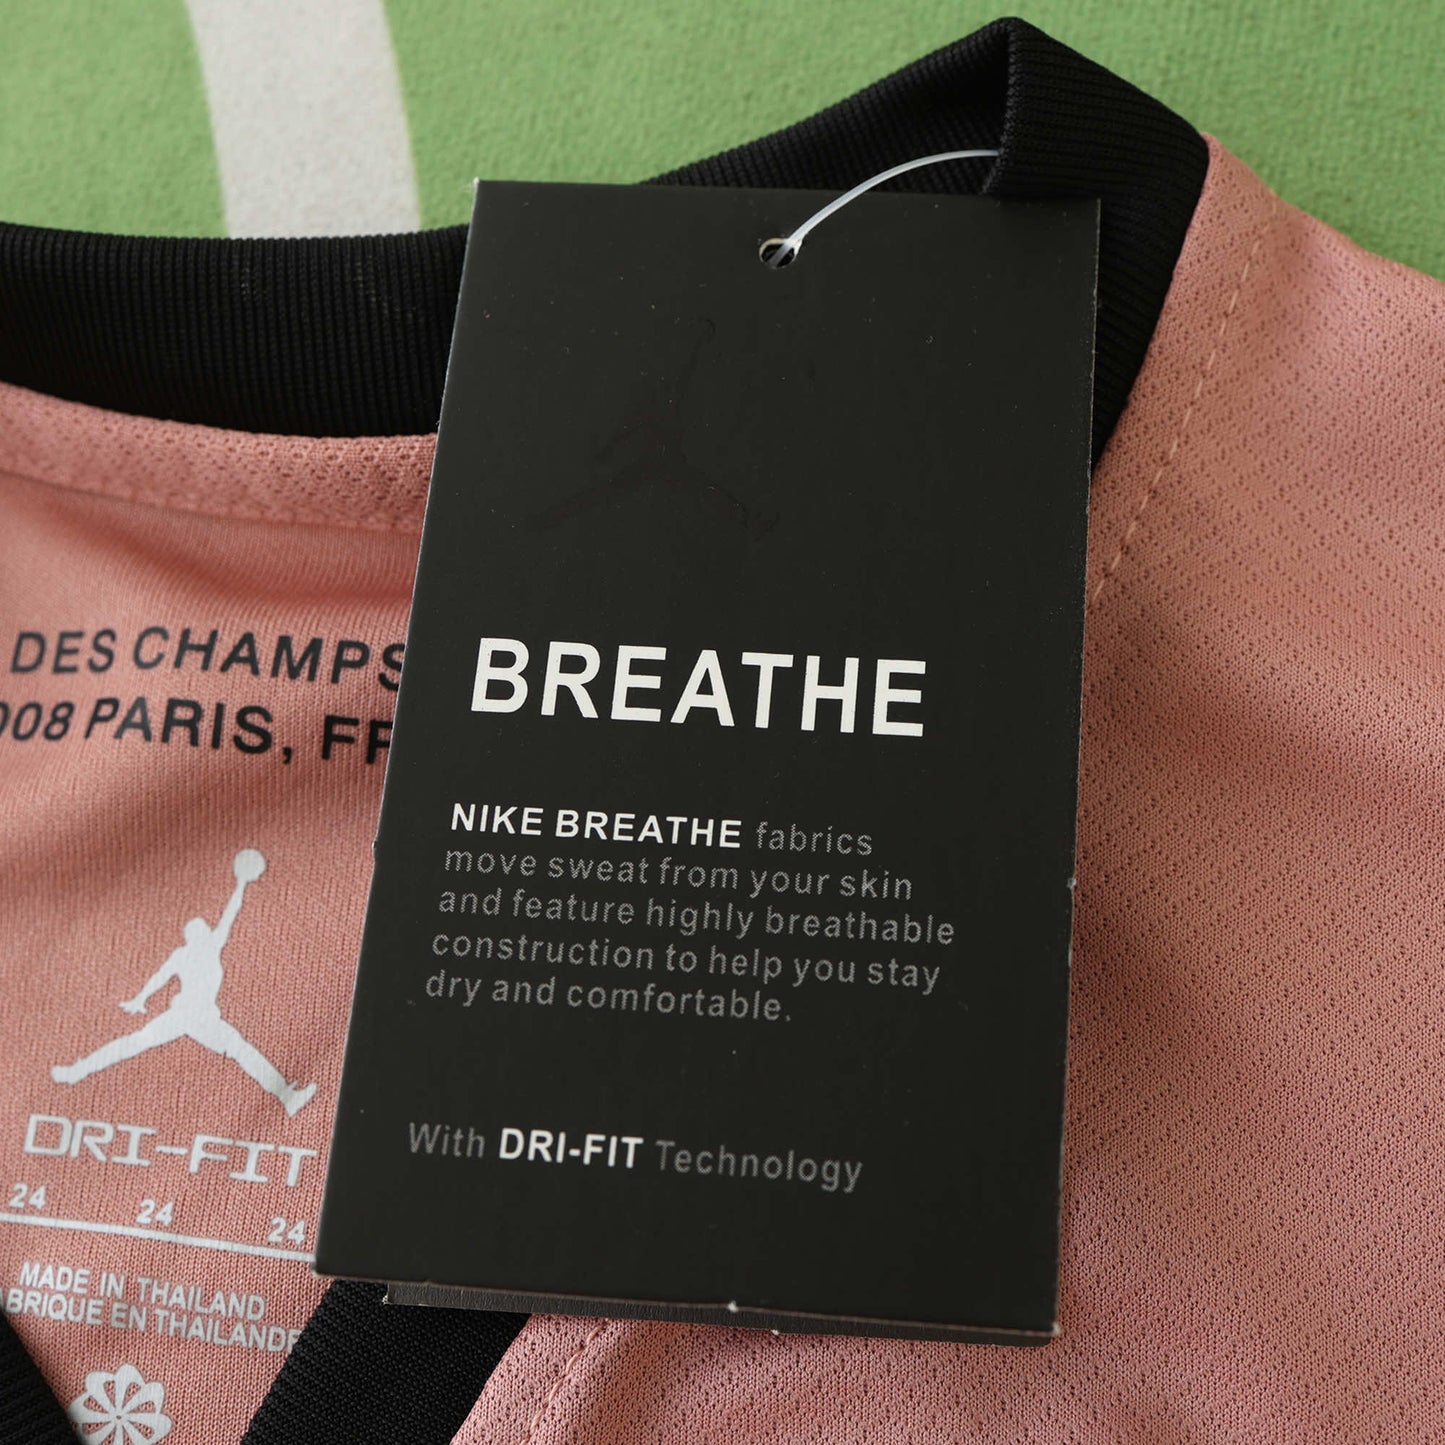 DES CHAMPS
008 PARIS, FR
BREATHE
NIKE BREATHE fabrics
move sweat from your skin
and feature highly breathable
construction to help you stay
dry and comfortable.
With DRI-FIT Technology
DRI-FIT
24 24 24
MADE IN THAILAND
BRIQUE EN THAILANDE